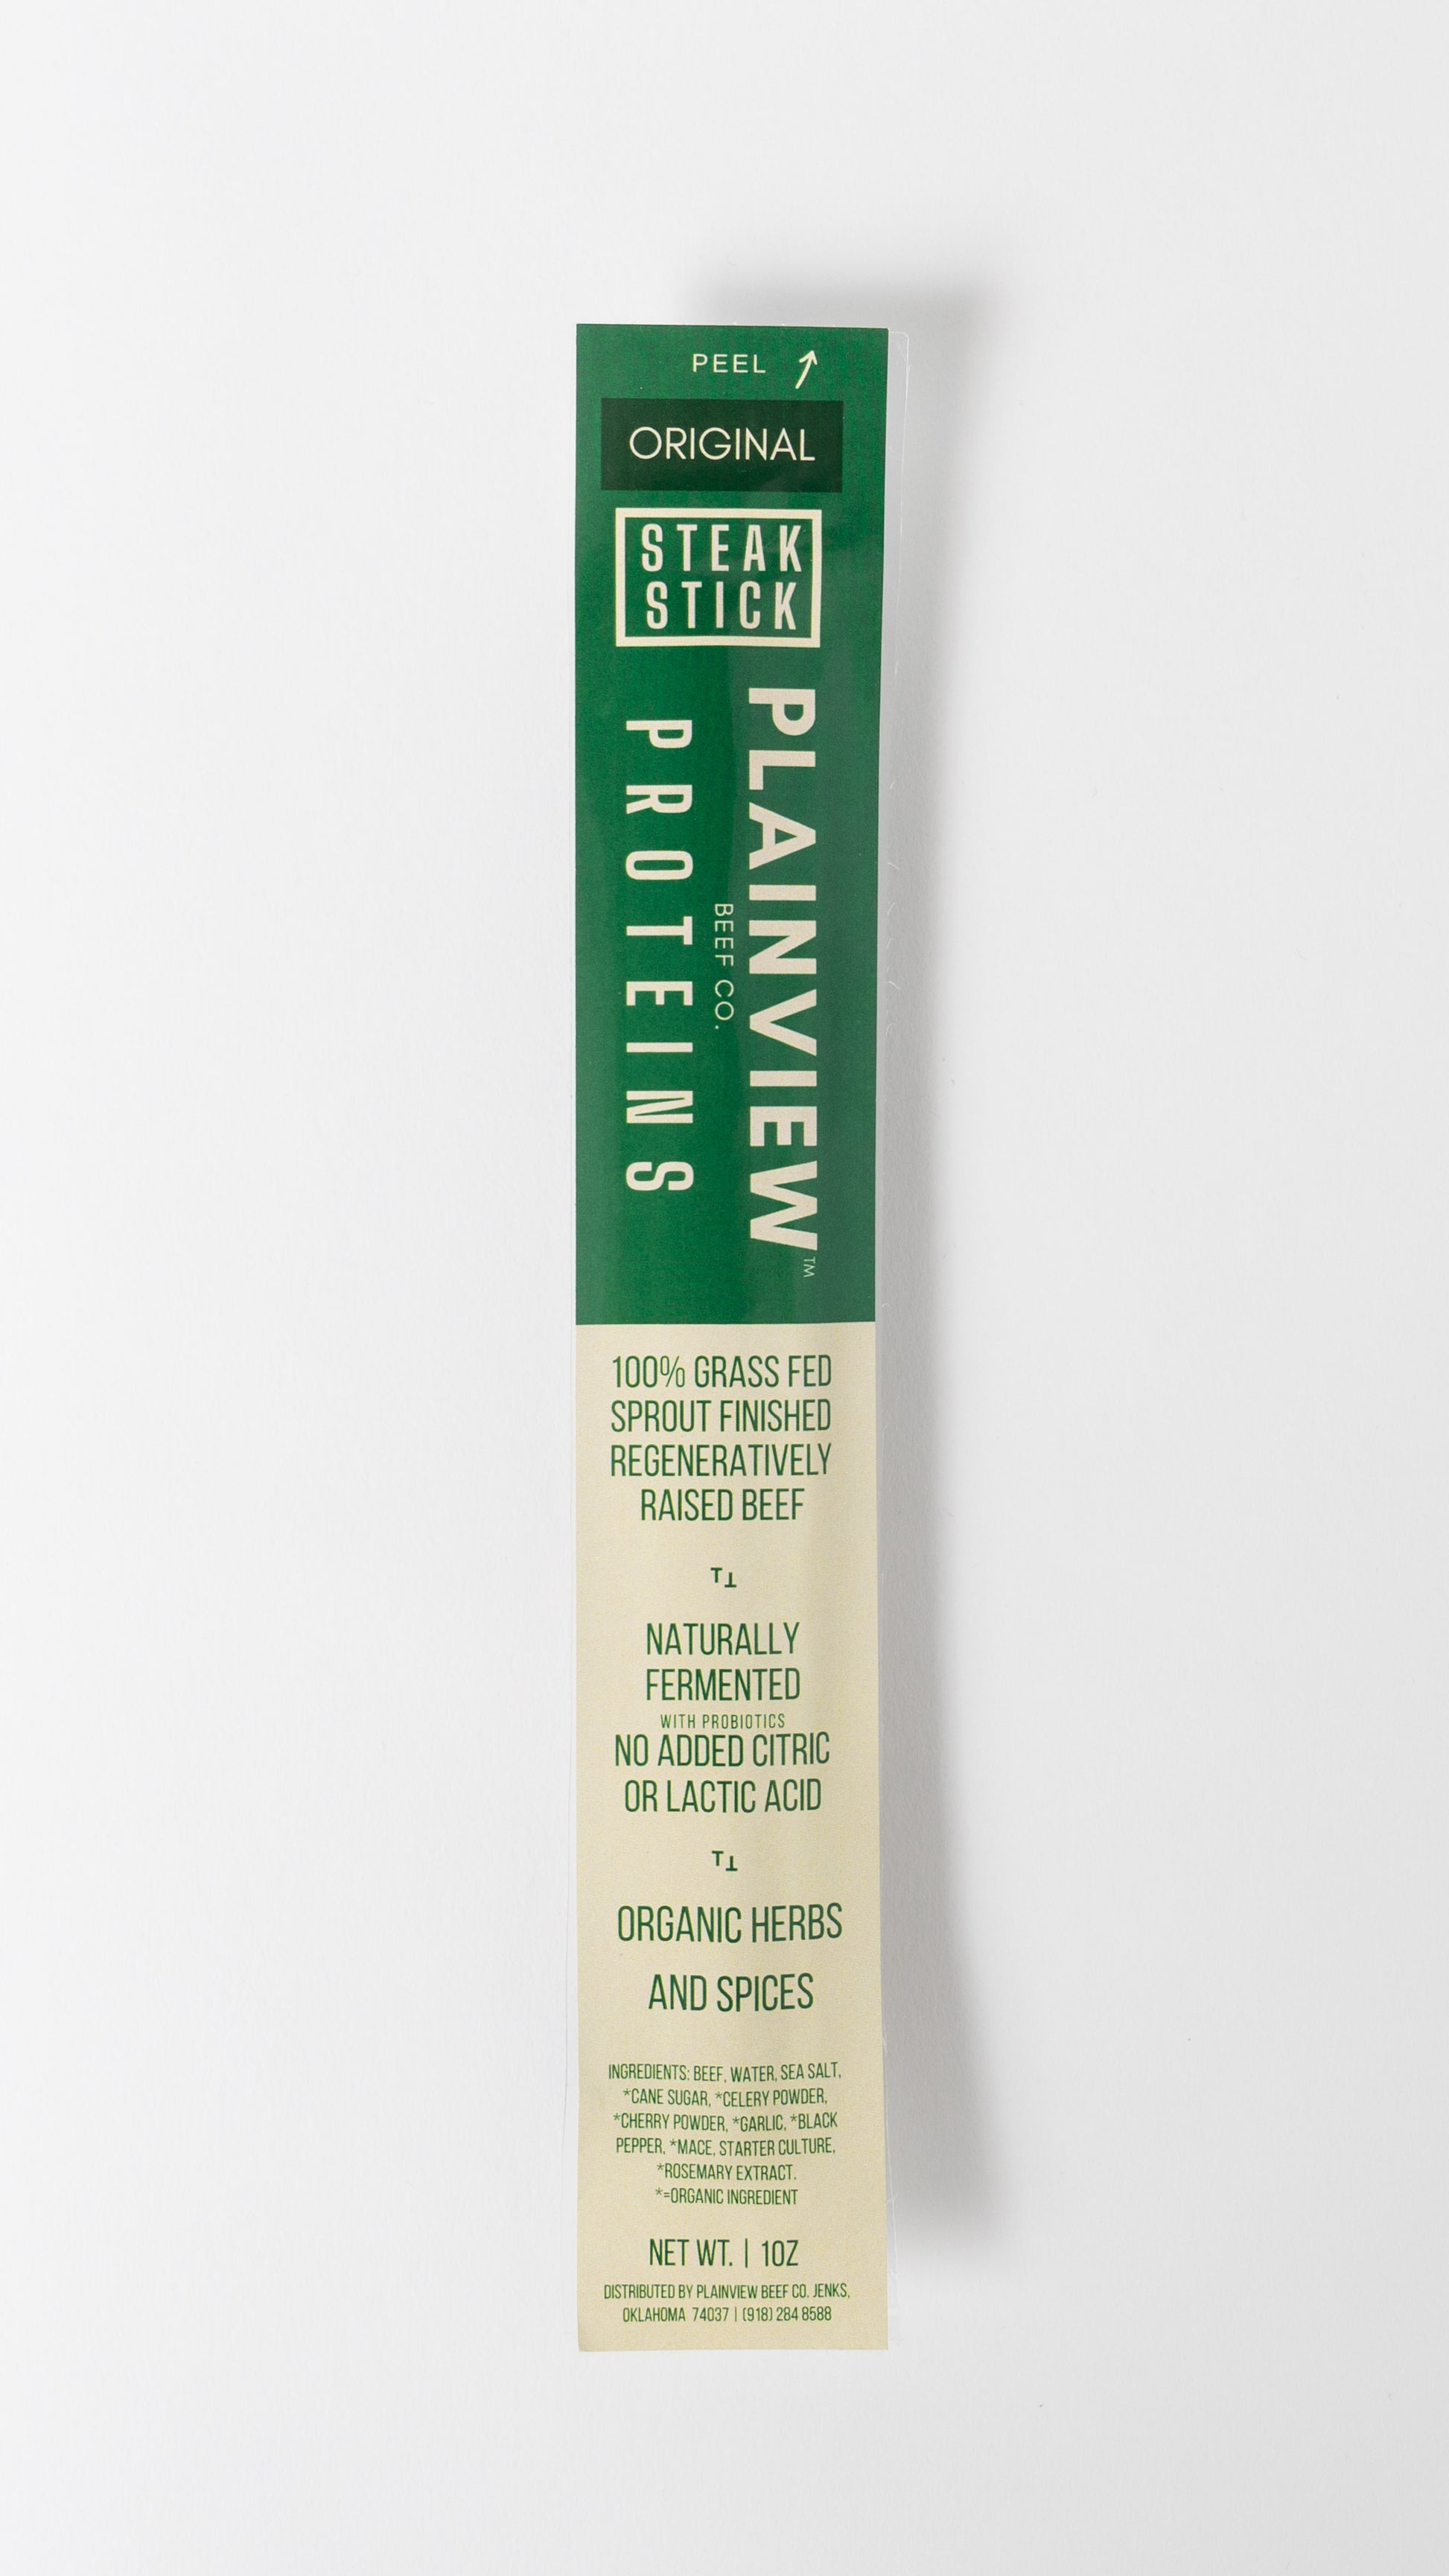 PEEL
ORIGINAL
STEAK
STICK
PLAINVIEW™
BEEF CO.
PROTEINS
100% GRASS FED
SPROUT FINISHED
REGENERATIVELY
RAISED BEEF
NATURALLY
FERMENTED
WITH PROBIOTICS
NO ADDED CITRIC
OR LACTIC ACID
ORGANIC HERBS
AND SPICES
INGREDIENTS: BEEF, WATER, SEA SALT,
*CANE SUGAR, *CELERY POWDER,
*CHERRY POWDER, *GARLIC, *BLACK
PEPPER, *MACE, STARTER CULTURE,
*ROSEMARY EXTRACT.
*=ORGANIC INGREDIENT
NET WT. | 1OZ
DISTRIBUTED BY PLAINVIEW BEEF CO. JENKS,
OKLAHOMA 74037 | (918) 284 8588